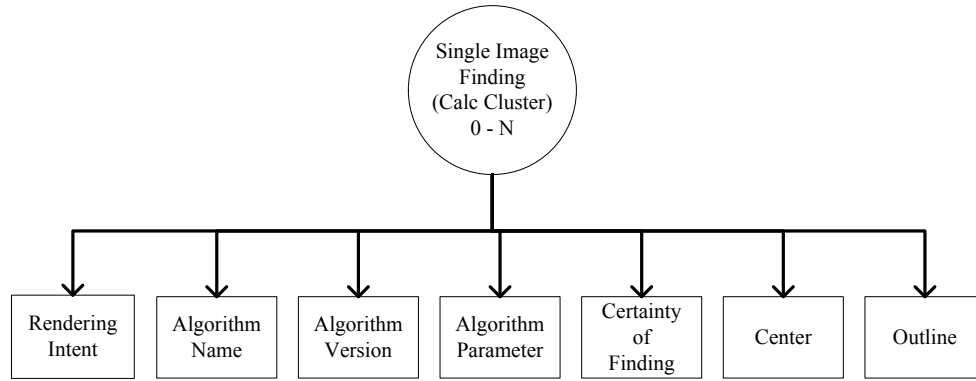 Single Image
Finding
(Calc Cluster)
0 - N
Rendering
Intent
Algorithm
Name
Algorithm
Version
Algorithm
Parameter
Certainty
of
Finding
Center
Outline